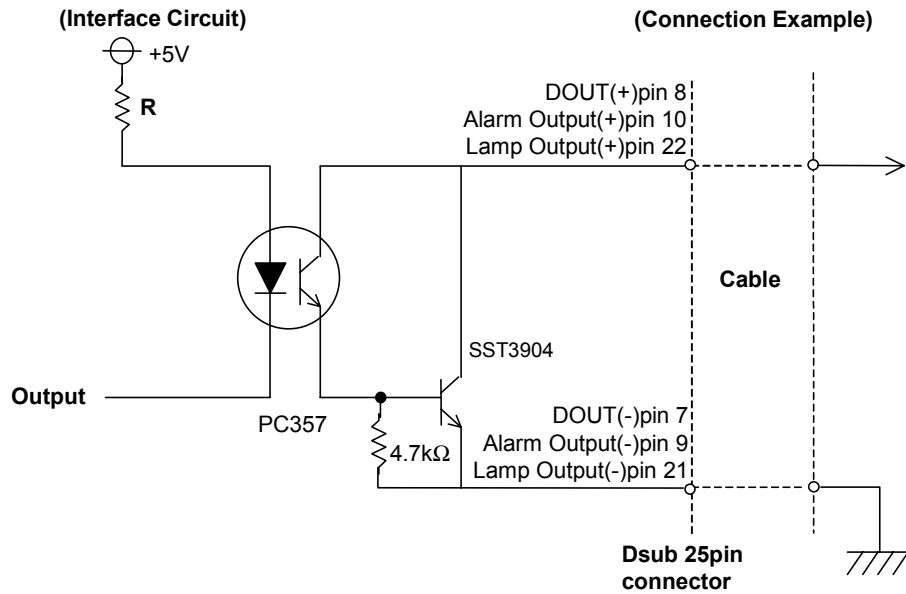 (Interface Circuit)
(Connection Example)
+5V
R
DOUT(+)pin 8
Alarm Output(+)pin 10
Lamp Output(+)pin 22
Cable
SST3904
Output
PC357
4.7kΩ
DOUT(-)pin 7
Alarm Output(-)pin 9
Lamp Output(-)pin 21
Dsub 25pin
connector